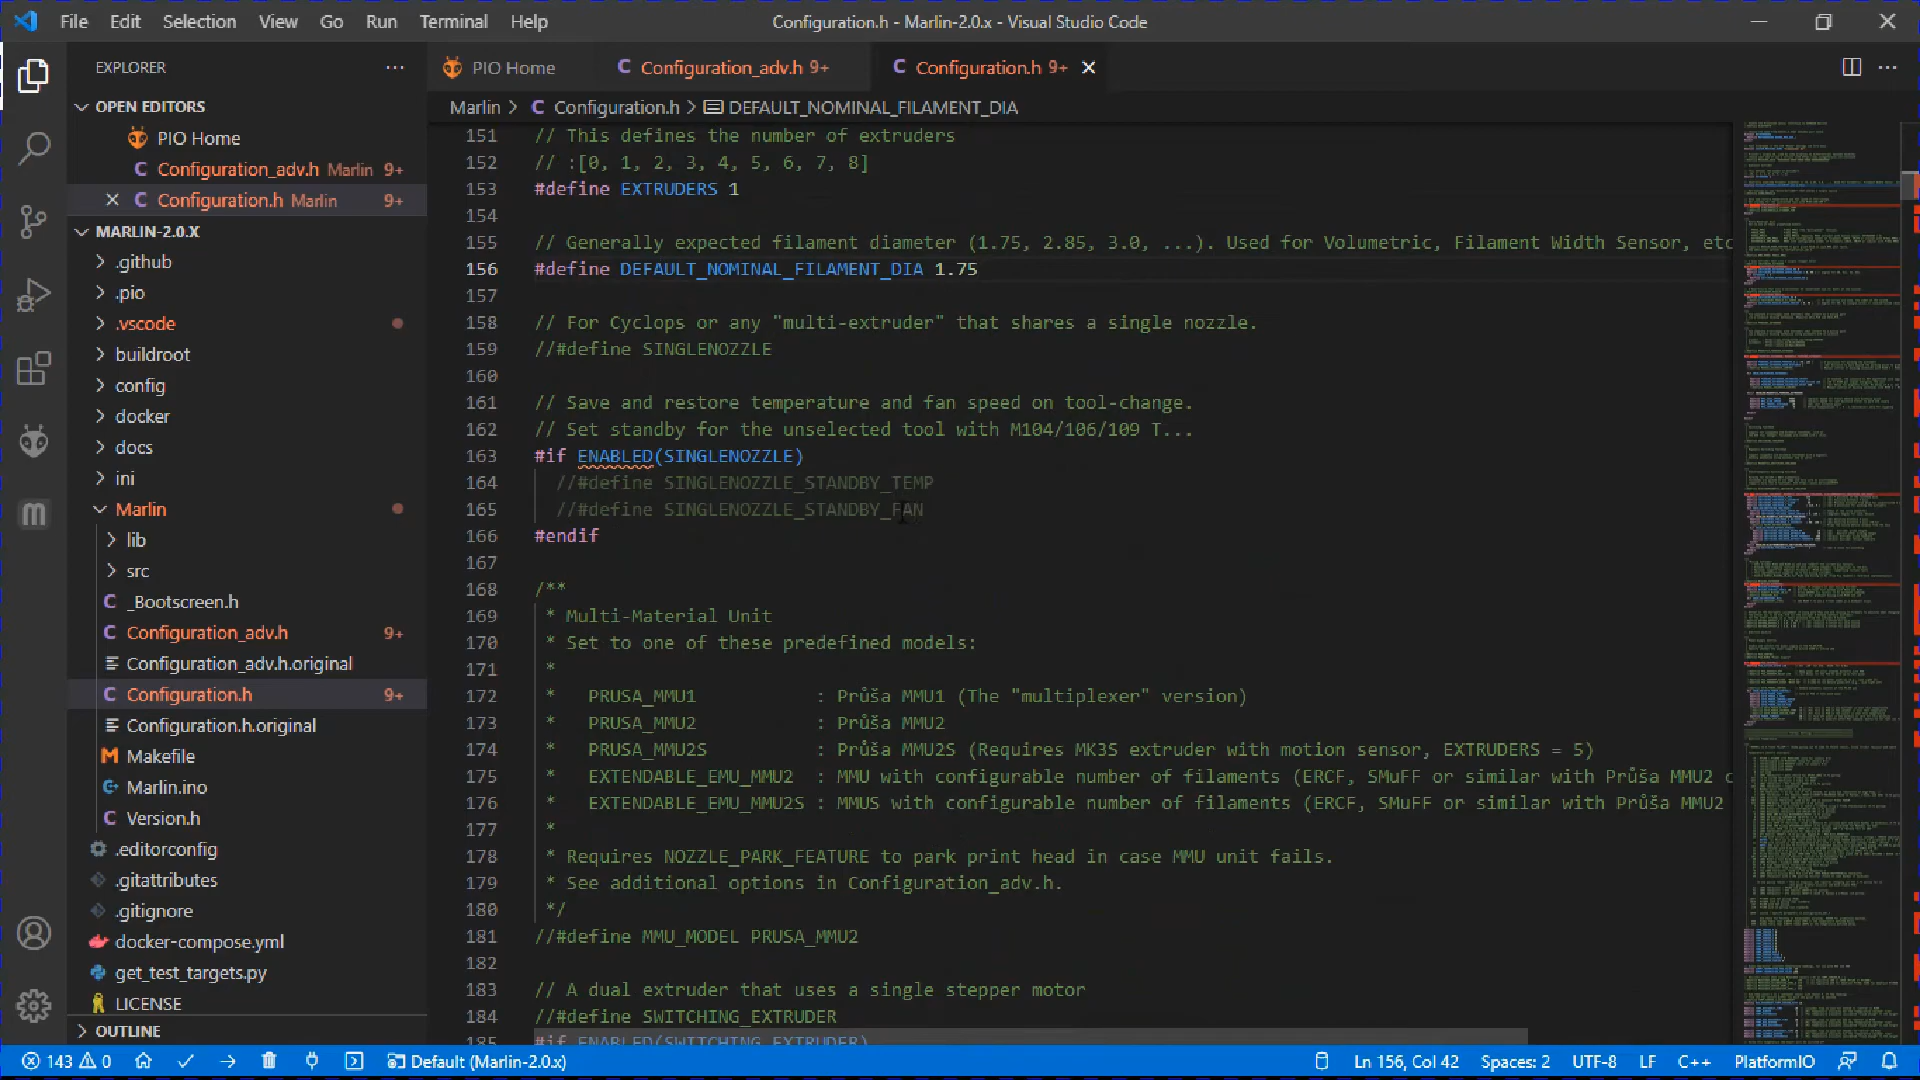 File Edit Selection View Go Run Terminal Help
Configuration.h - Marlin-2.0.x - Visual Studio Code
EXPLORER
OPEN EDITORS
PIO Home
Configuration_adv.h Marlin 9+
Configuration.h Marlin 9+
MARLIN-2.0.X
.github
.pio
.vscode
buildroot
config
docker
docs
ini
Marlin
lib
src
_Bootscreen.h
Configuration_adv.h 9+
Configuration_adv.h.original
Configuration.h 9+
Configuration.h.original
Makefile
Marlin.ino
Version.h
.editorconfig
.gitattributes
.gitignore
docker-compose.yml
get_test_targets.py
LICENSE
OUTLINE
PIO Home
Configuration_adv.h 9+
Configuration.h 9+
Marlin > C Configuration.h > DEFAULT_NOMINAL_FILAMENT_DIA
151 // This defines the number of extruders
152 // :[0, 1, 2, 3, 4, 5, 6, 7, 8]
153 #define EXTRUDERS 1
154
155 // Generally expected filament diameter (1.75, 2.85, 3.0, ...). Used for Volumetric, Filament Width Sensor, etc
156 #define DEFAULT_NOMINAL_FILAMENT_DIA 1.75
157
158 // For Cyclops or any "multi-extruder" that shares a single nozzle.
159 //#define SINGLENOZZLE
160
161 // Save and restore temperature and fan speed on tool-change.
162 // Set standby for the unselected tool with M104/106/109 T...
163 #if ENABLED(SINGLENOZZLE)
164 //#define SINGLENOZZLE_STANDBY_TEMP
165 //#define SINGLENOZZLE_STANDBY_FAN
166 #endif
167
168 /**
169 * Multi-Material Unit
170 * Set to one of these predefined models:
171 *
172 * PRUSA_MMU1 : Průša MMU1 (The "multiplexer" version)
173 * PRUSA_MMU2 : Průša MMU2
174 * PRUSA_MMU2S : Průša MMU2S (Requires MK3S extruder with motion sensor, EXTRUDERS = 5)
175 * EXTENDABLE_EMU_MMU2 : MMU with configurable number of filaments (ERCF, SMuFF or similar with Průša MMU2 c
176 * EXTENDABLE_EMU_MMU2S : MMUS with configurable number of filaments (ERCF, SMuFF or similar with Průša MMU2
177 *
178 * Requires NOZZLE_PARK_FEATURE to park print head in case MMU unit fails.
179 * See additional options in Configuration_adv.h.
180 */
181 //#define MMU_MODEL PRUSA_MMU2
182
183 // A dual extruder that uses a single stepper motor
184 //#define SWITCHING_EXTRUDER
185 #if ENABLED(SWITCHING_EXTRUDER)
143 0 Default (Marlin-2.0.x) Ln 156, Col 42 Spaces: 2 UTF-8 LF C++ PlatformIO